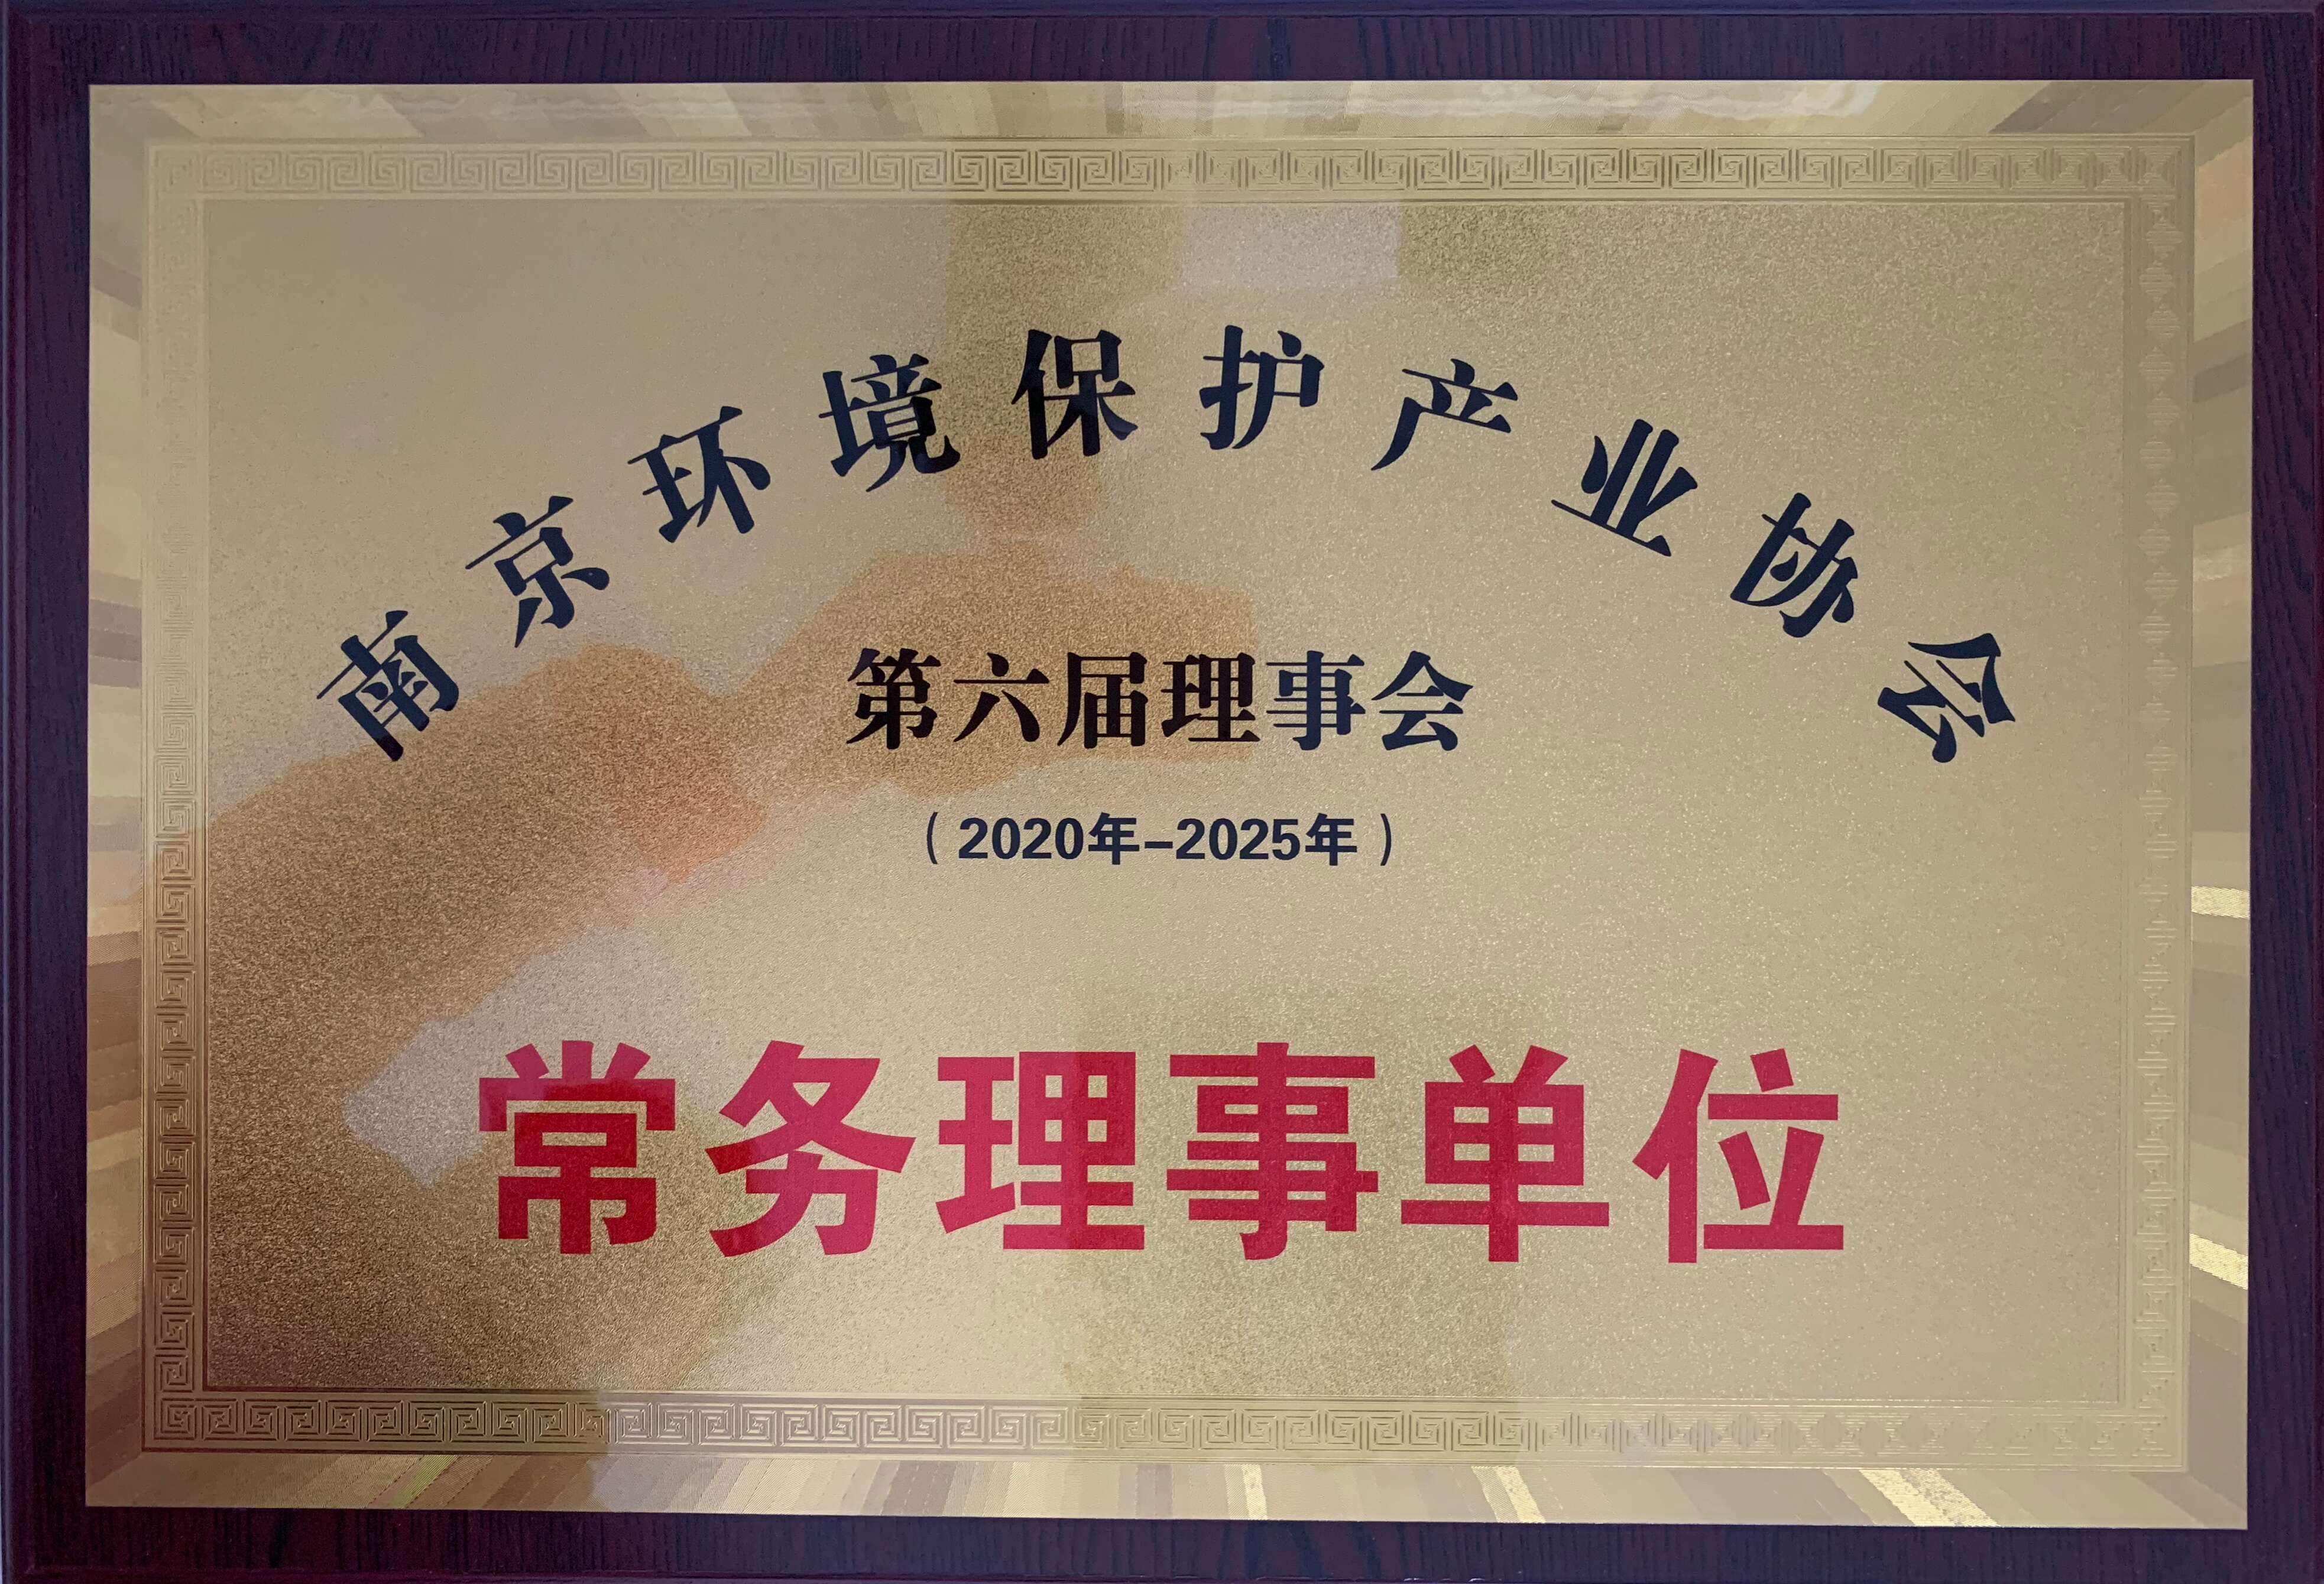 南京环境保护产业协会
第六届理事会
（2020年-2025年）
常务理事单位